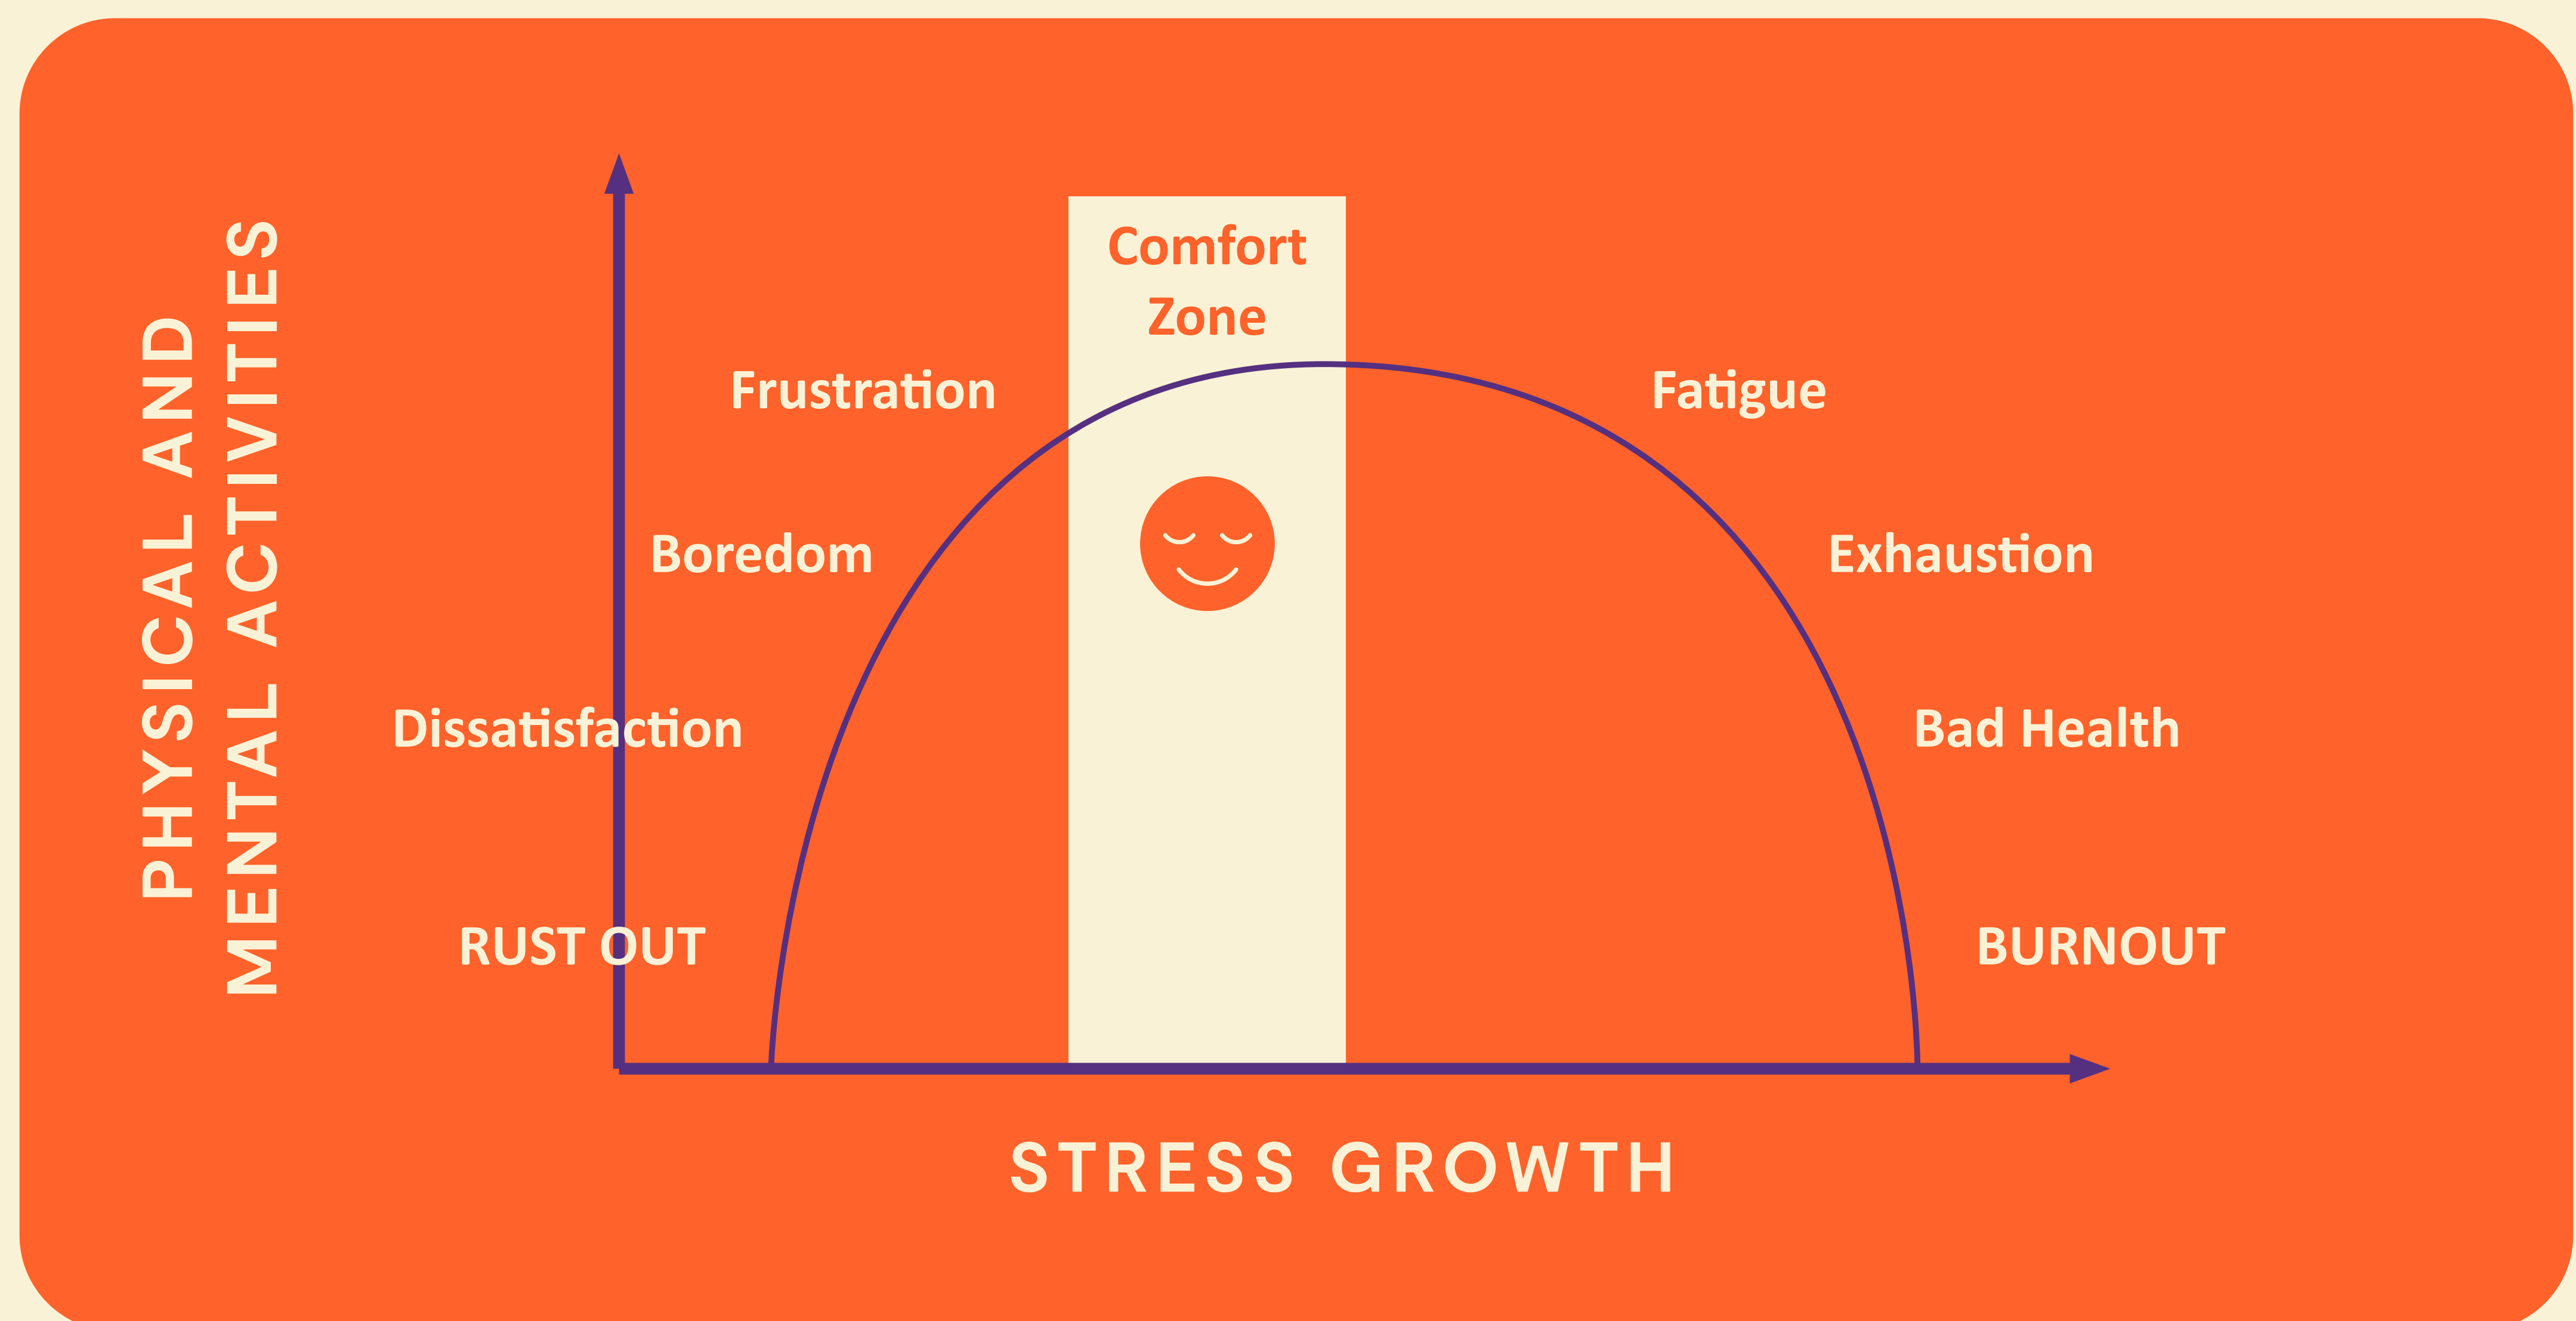 PHYSICAL AND
MENTAL ACTIVITIES
Comfort
Zone
Frustration
Fatigue
Boredom
Exhaustion
Dissatisfaction
Bad Health
RUST OUT
BURNOUT
STRESS GROWTH